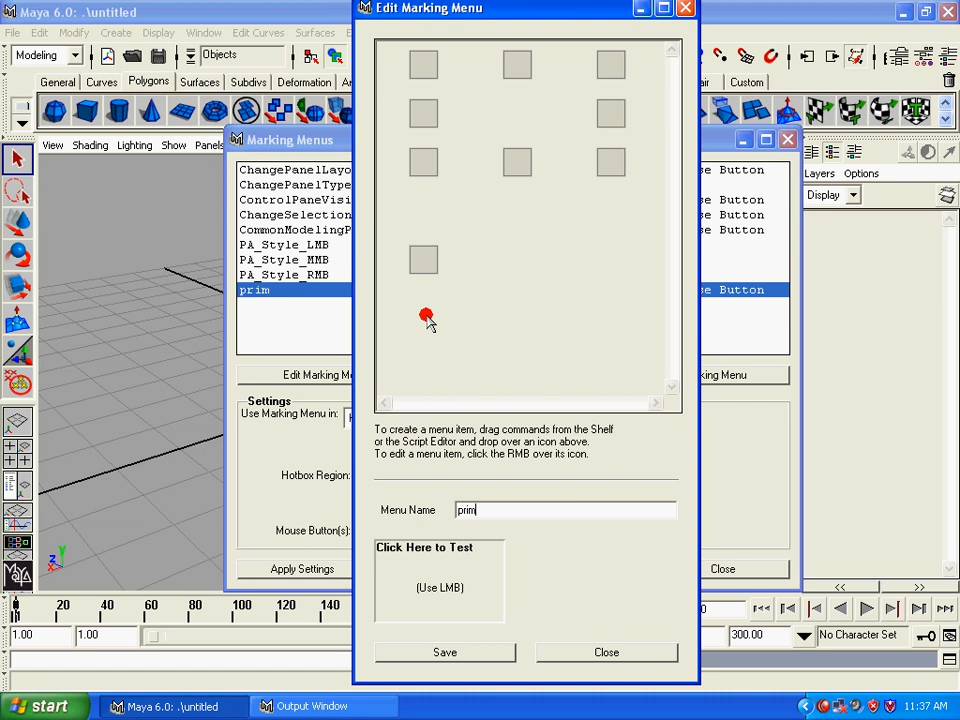 Maya 6.0: .\untitled
Edit Marking Menu
File Edit Modify Create Display Window Edit Curves Surfaces
Modeling
Objects
General Curves Polygons Surfaces Subdivs Deformation
Custom
View Shading Lighting Show Panels
Marking Menus
Layers Options
Display
ChangePanelLayo
se Button
ChangePanelType
se Button
ControlPaneVisi
se Button
ChangeSelection
se Button
CommonModelingP
se Button
PA_Style_LMB
PA_Style_MMB
PA_Style_RMB
prim
se Button
Edit Marking Me
king Menu
Settings
Use Marking Menu in:
Hotbox Region:
Mouse Button(s):
Apply Settings
Close
To create a menu item, drag commands from the Shelf
or the Script Editor and drop over an icon above.
To edit a menu item, click the RMB over its icon.
Menu Name
prim
Click Here to Test
(Use LMB)
Save
Close
20 40 60 80 100 120 140
1.00
1.00
300.00
No Character Set
start
Maya 6.0: .\untitled
Output Window
11:37 AM